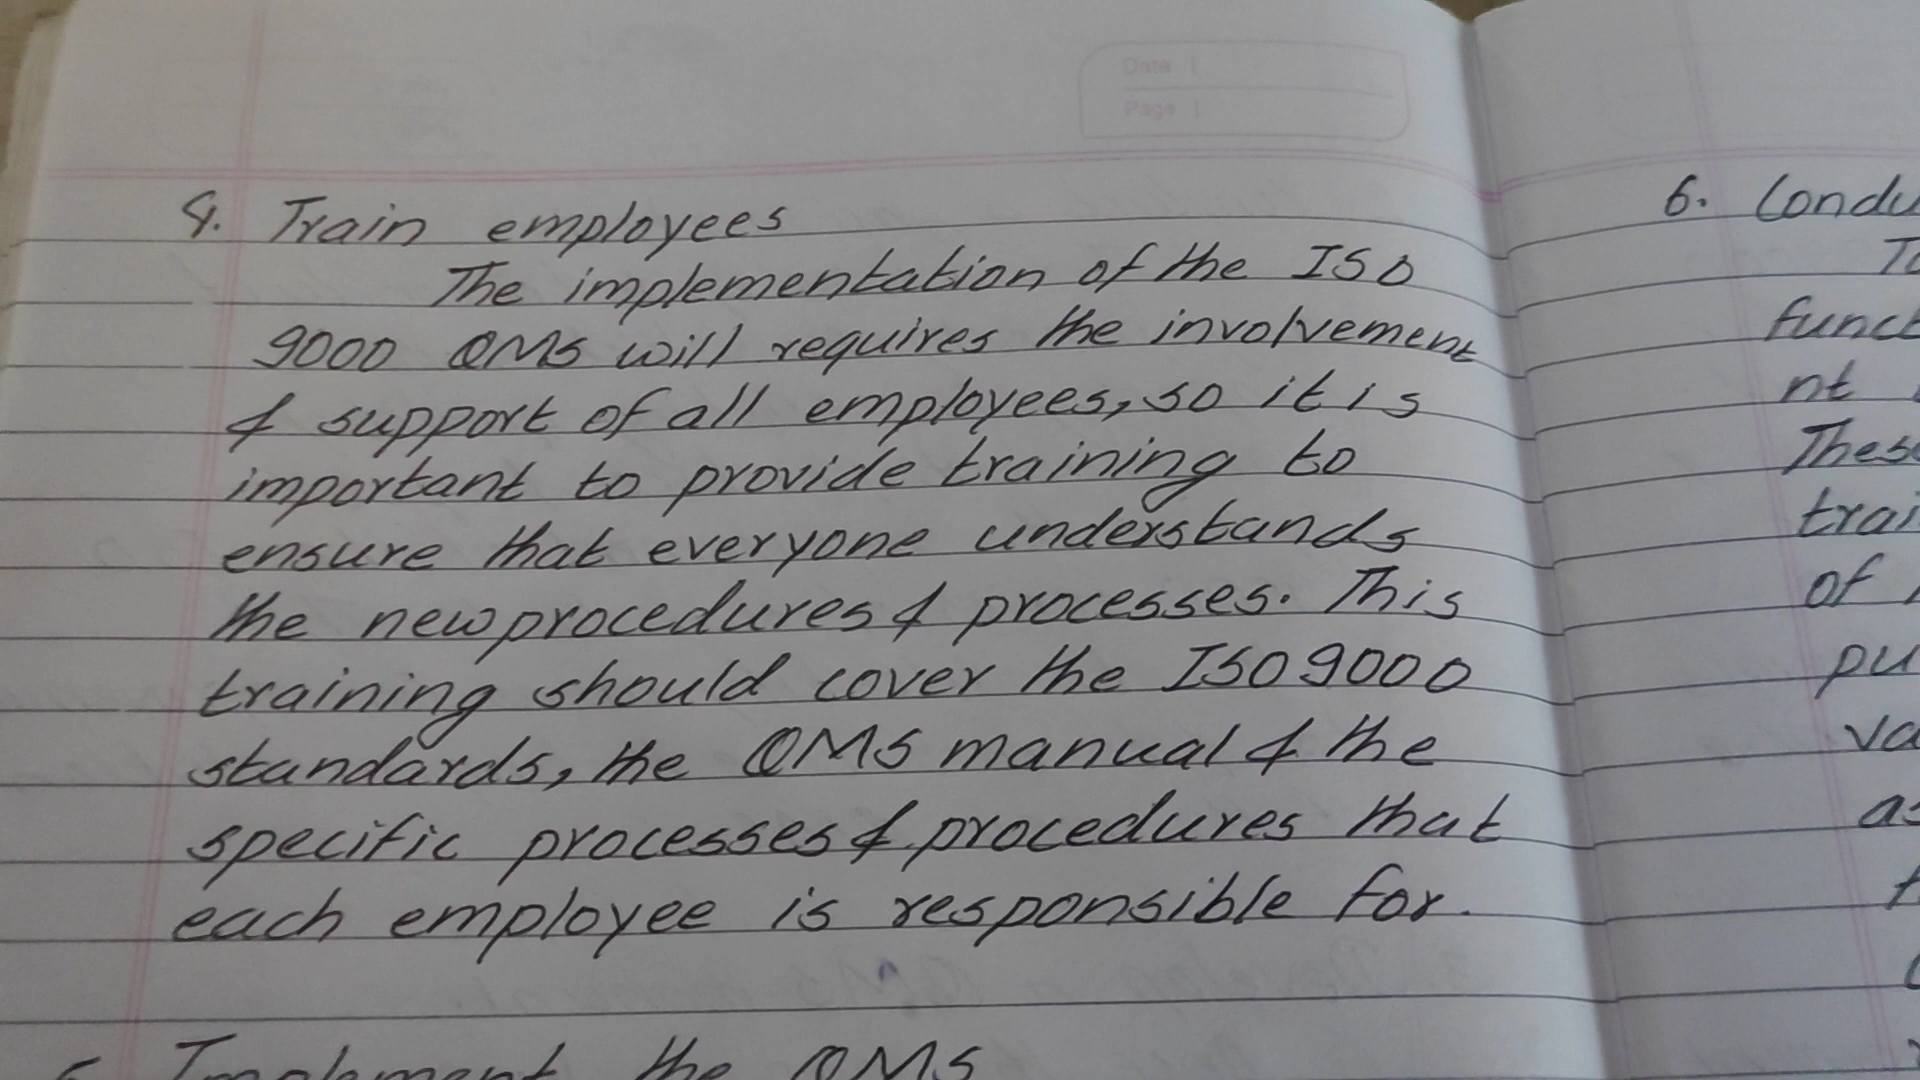 Date
Page
4. Train employees
The implementation of the ISO
9000 QMS will requires the involvement
& support of all employees, so it is
important to provide training to
ensure that everyone understands
the new procedures & processes. This
training should cover the ISO 9000
standards, the QMS manual & the
specific processes & procedures that
each employee is responsible for.
Implement the QMS
6. Condu
To
funct
nt
These
trai
of
pu
va
as